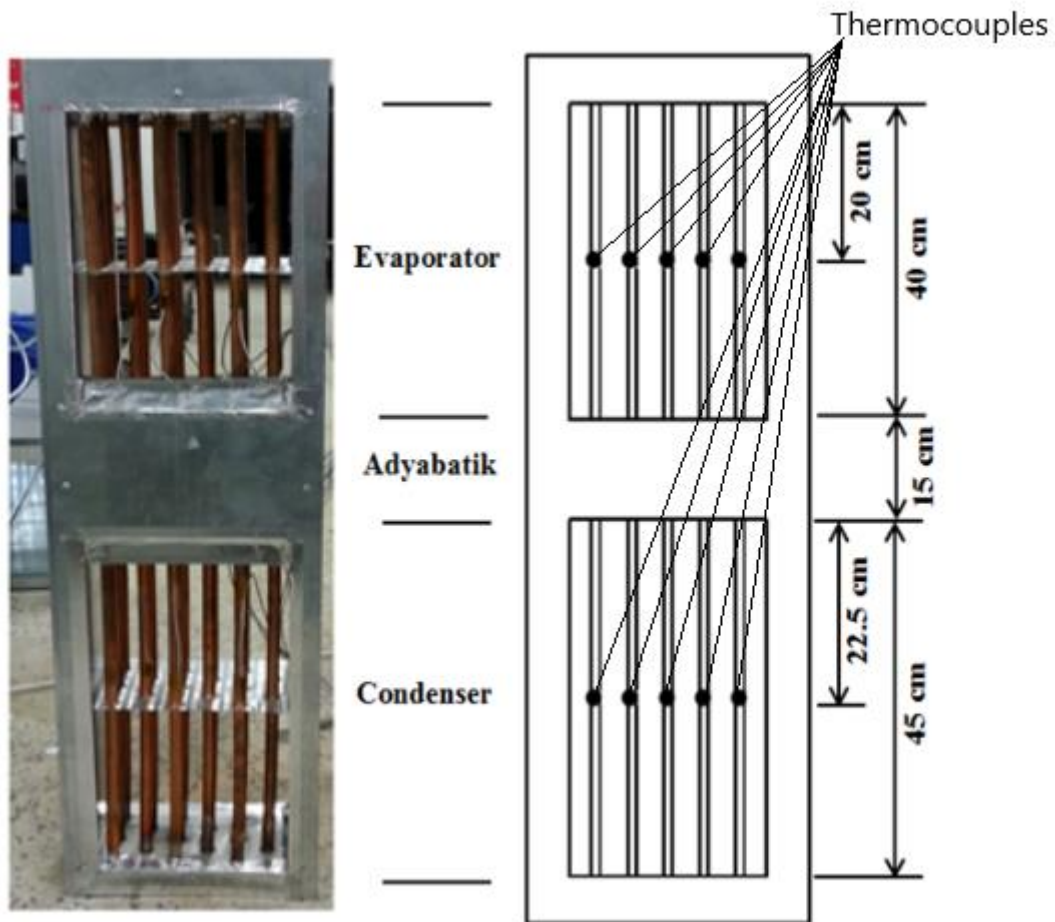 Thermocouples
Evaporator
20 cm
40 cm
Adyabatik
15 cm
Condenser
22.5 cm
45 cm